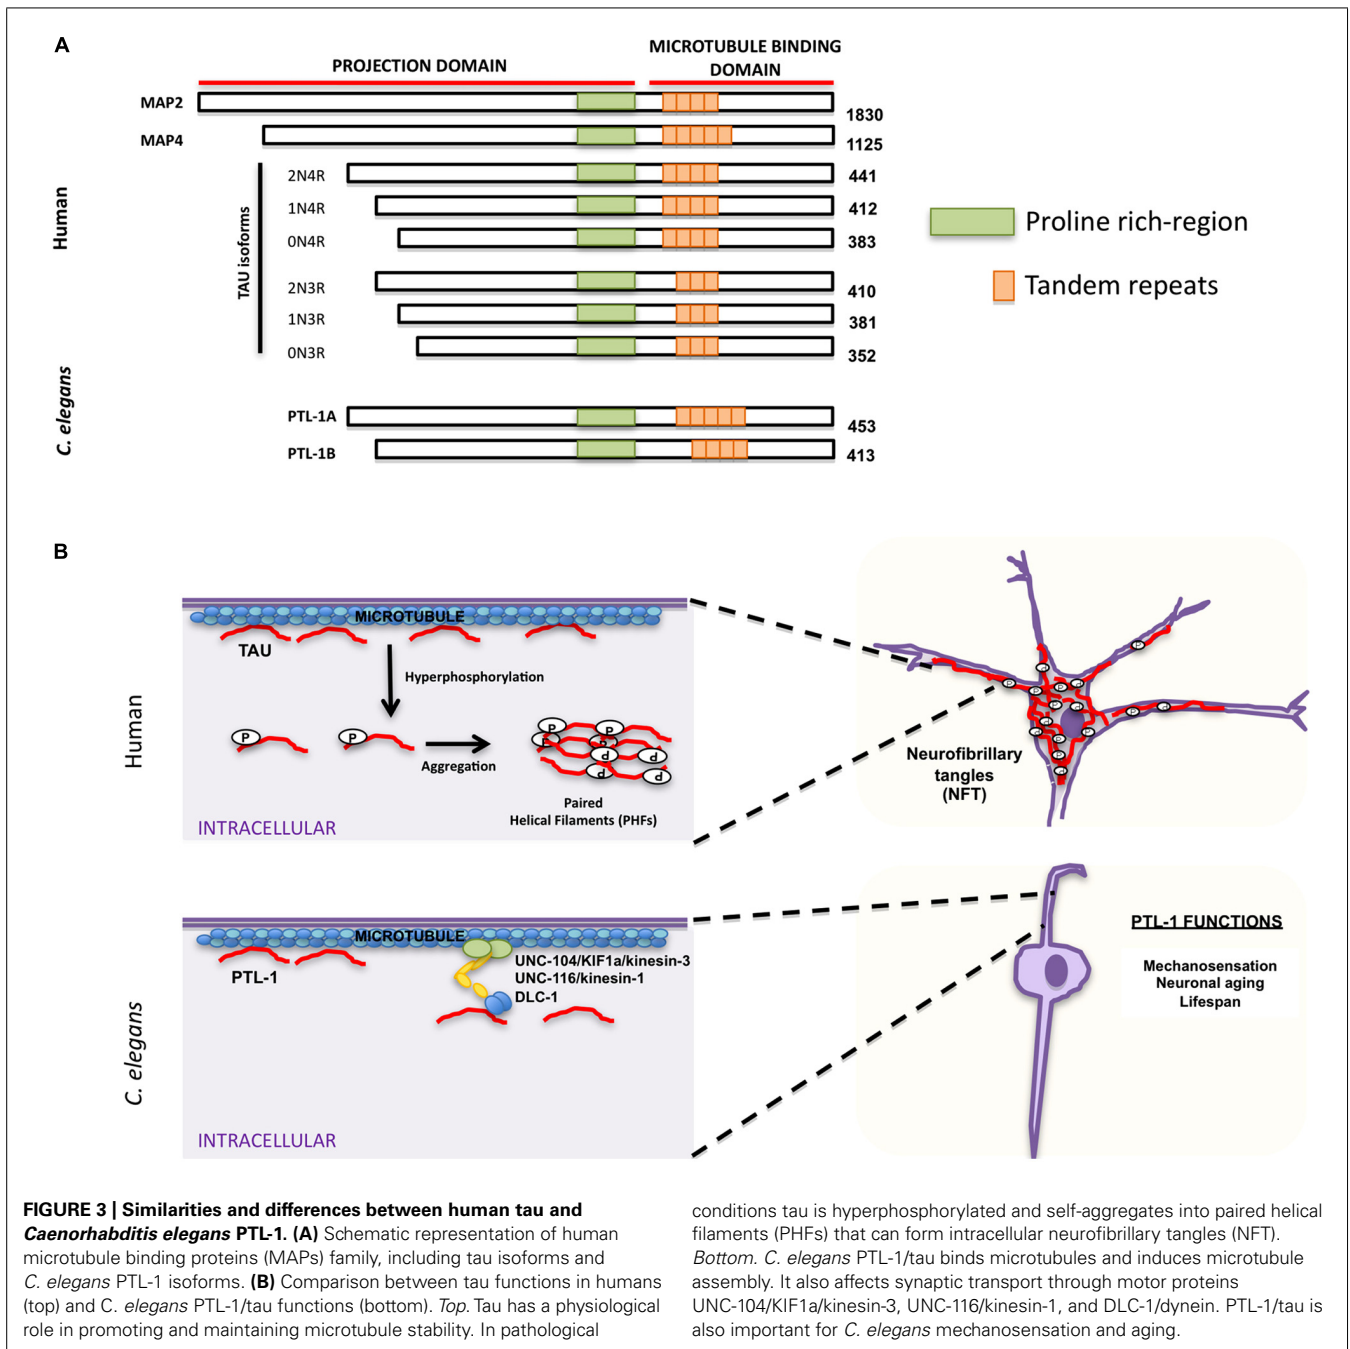 A
PROJECTION DOMAIN
MICROTUBULE BINDING
DOMAIN
MAP2
1830
MAP4
1125
Human
TAU isoforms
2N4R
441
1N4R
412
0N4R
383
2N3R
410
1N3R
381
0N3R
352
Proline rich-region
Tandem repeats
C. elegans
PTL-1A
453
PTL-1B
413
B
Human
MICROTUBULE
TAU
Hyperphosphorylation
P
P
Aggregation
P
P
P
P
P
P
P
P
Paired
Helical Filaments (PHFs)
INTRACELLULAR
Neurofibrillary
tangles
(NFT)
C. elegans
MICROTUBULE
PTL-1
UNC-104/KIF1a/kinesin-3
UNC-116/kinesin-1
DLC-1
INTRACELLULAR
PTL-1 FUNCTIONS
Mechanosensation
Neuronal aging
Lifespan
FIGURE 3 | Similarities and differences between human tau and
Caenorhabditis elegans PTL-1. (A) Schematic representation of human
microtubule binding proteins (MAPs) family, including tau isoforms and
C. elegans PTL-1 isoforms. (B) Comparison between tau functions in humans
(top) and C. elegans PTL-1/tau functions (bottom). Top. Tau has a physiological
role in promoting and maintaining microtubule stability. In pathological
conditions tau is hyperphosphorylated and self-aggregates into paired helical
filaments (PHFs) that can form intracellular neurofibrillary tangles (NFT).
Bottom. C. elegans PTL-1/tau binds microtubules and induces microtubule
assembly. It also affects synaptic transport through motor proteins
UNC-104/KIF1a/kinesin-3, UNC-116/kinesin-1, and DLC-1/dynein. PTL-1/tau is
also important for C. elegans mechanosensation and aging.